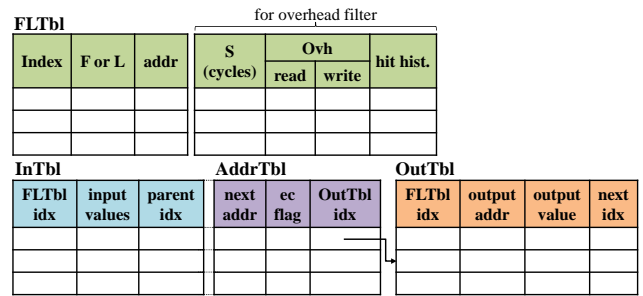 for overhead filter
FLTbl
Index F or L addr S (cycles) Ovh read write hit hist.
InTbl AddrTbl OutTbl
FLTbl idx input values parent idx next addr ec flag OutTbl idx FLTbl idx output addr output value next idx